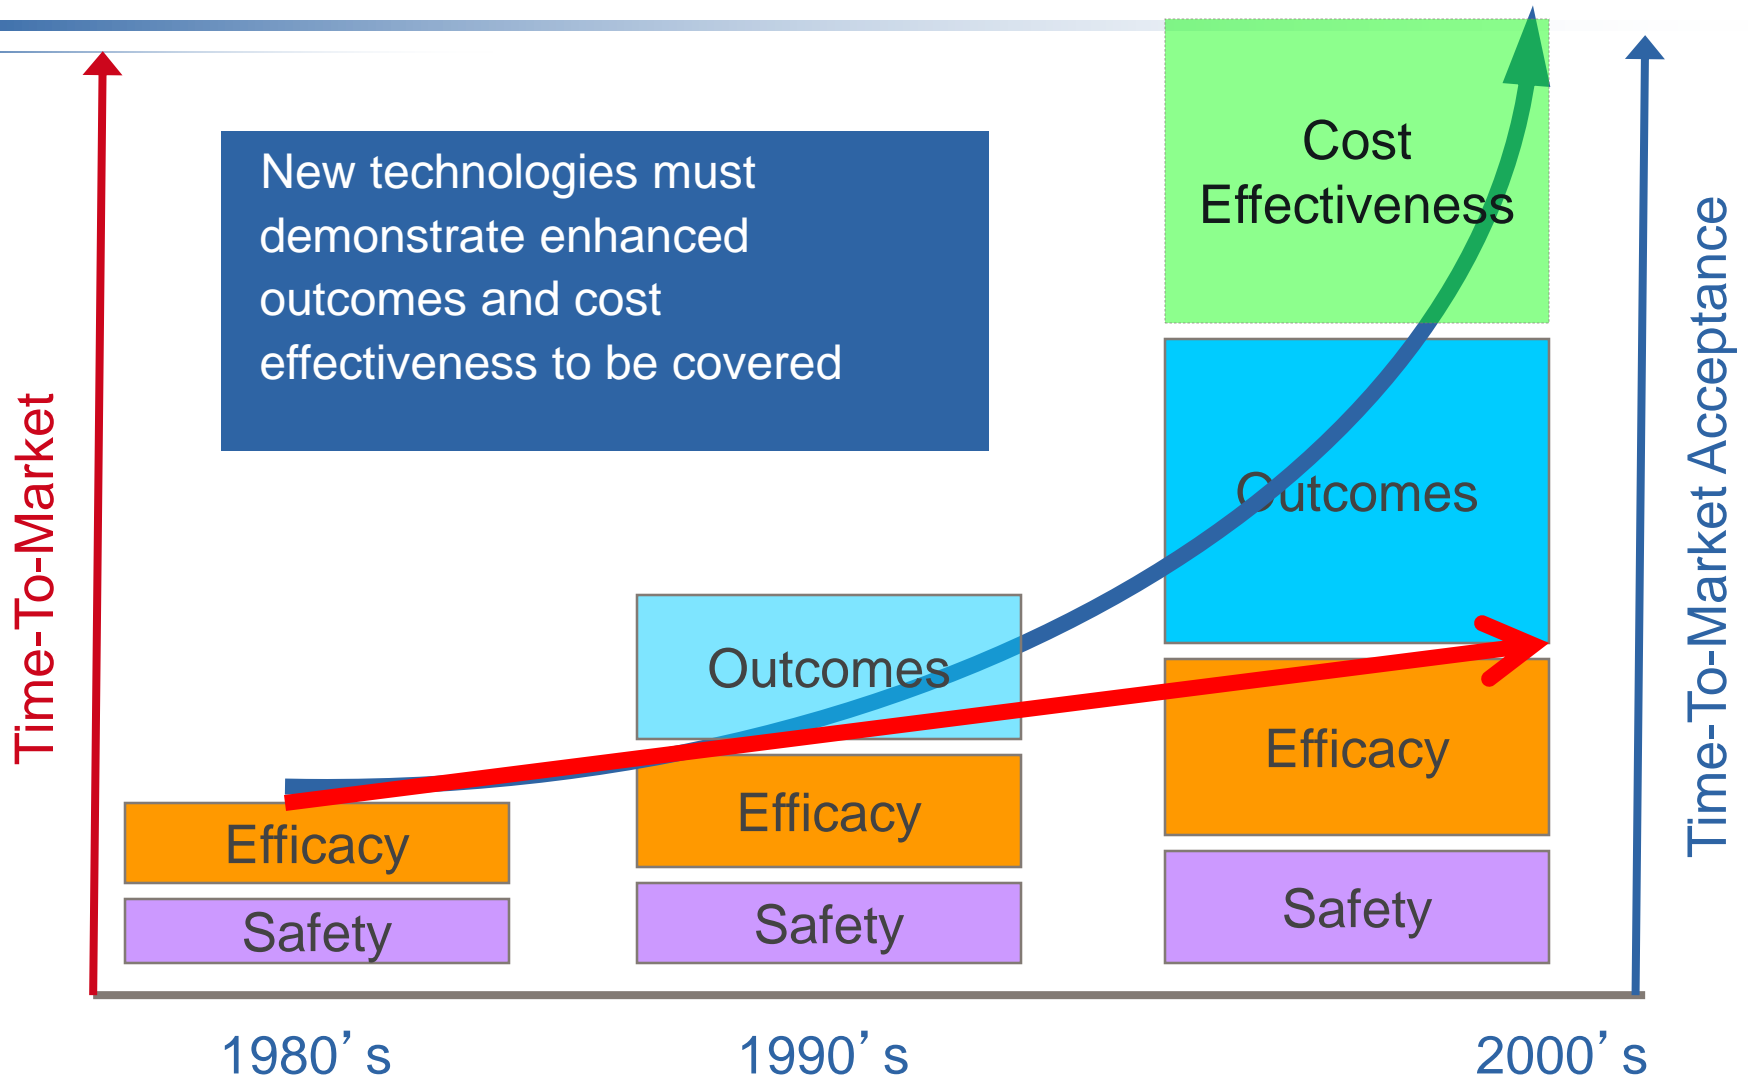 New technologies must
demonstrate enhanced
outcomes and cost
effectiveness to be covered
Time-To-Market
Efficacy
Safety
Outcomes
Efficacy
Safety
Cost
Effectiveness
Outcomes
Efficacy
Safety
Time-To-Market Acceptance
1980’s
1990’s
2000’s